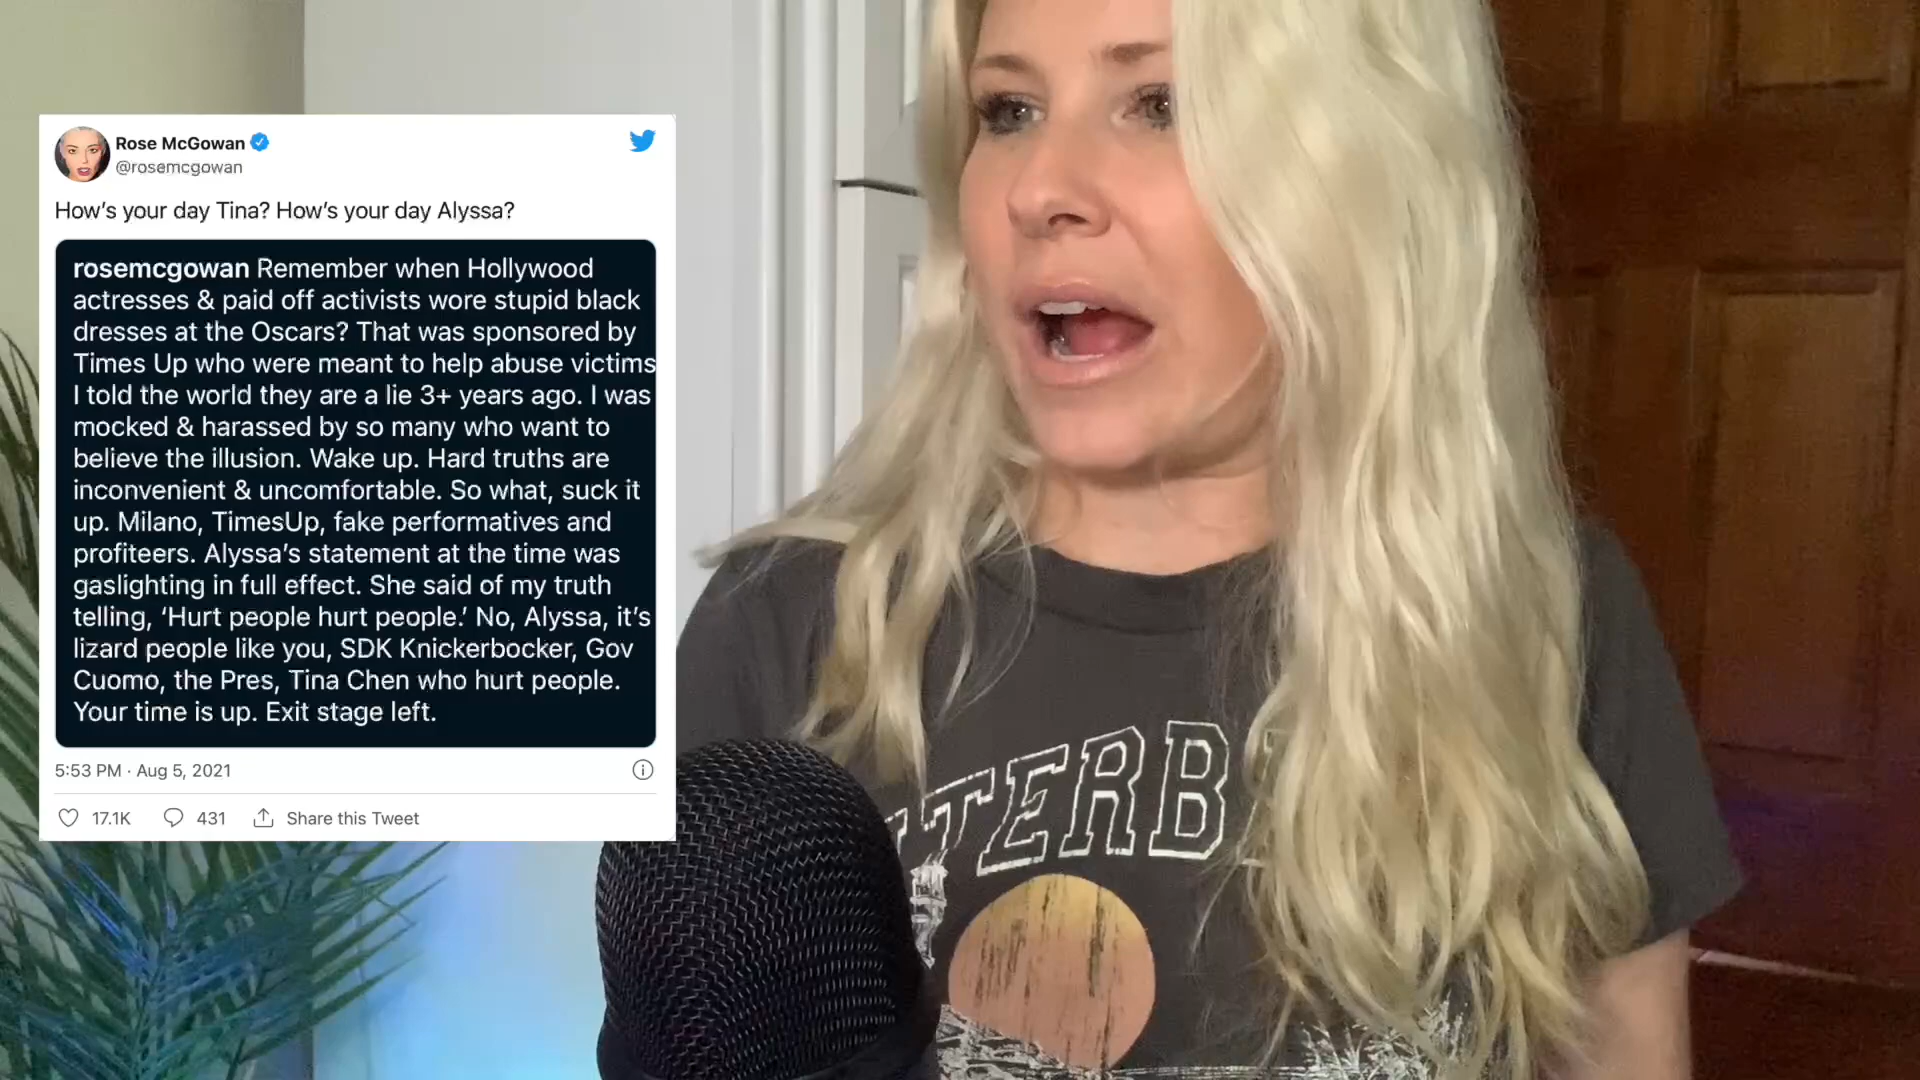 Rose McGowan
@rosemcgowan
How's your day Tina? How's your day Alyssa?
rosemcgowan Remember when Hollywood
actresses & paid off activists wore stupid black
dresses at the Oscars? That was sponsored by
Times Up who were meant to help abuse victims
I told the world they are a lie 3+ years ago. I was
mocked & harassed by so many who want to
believe the illusion. Wake up. Hard truths are
inconvenient & uncomfortable. So what, suck it
up. Milano, TimesUp, fake performatives and
profiteers. Alyssa's statement at the time was
gaslighting in full effect. She said of my truth
telling, ‘Hurt people hurt people.’ No, Alyssa, it's
lizard people like you, SDK Knickerbocker, Gov
Cuomo, the Pres, Tina Chen who hurt people.
Your time is up. Exit stage left.
5:53 PM · Aug 5, 2021
17.1K 431 Share this Tweet